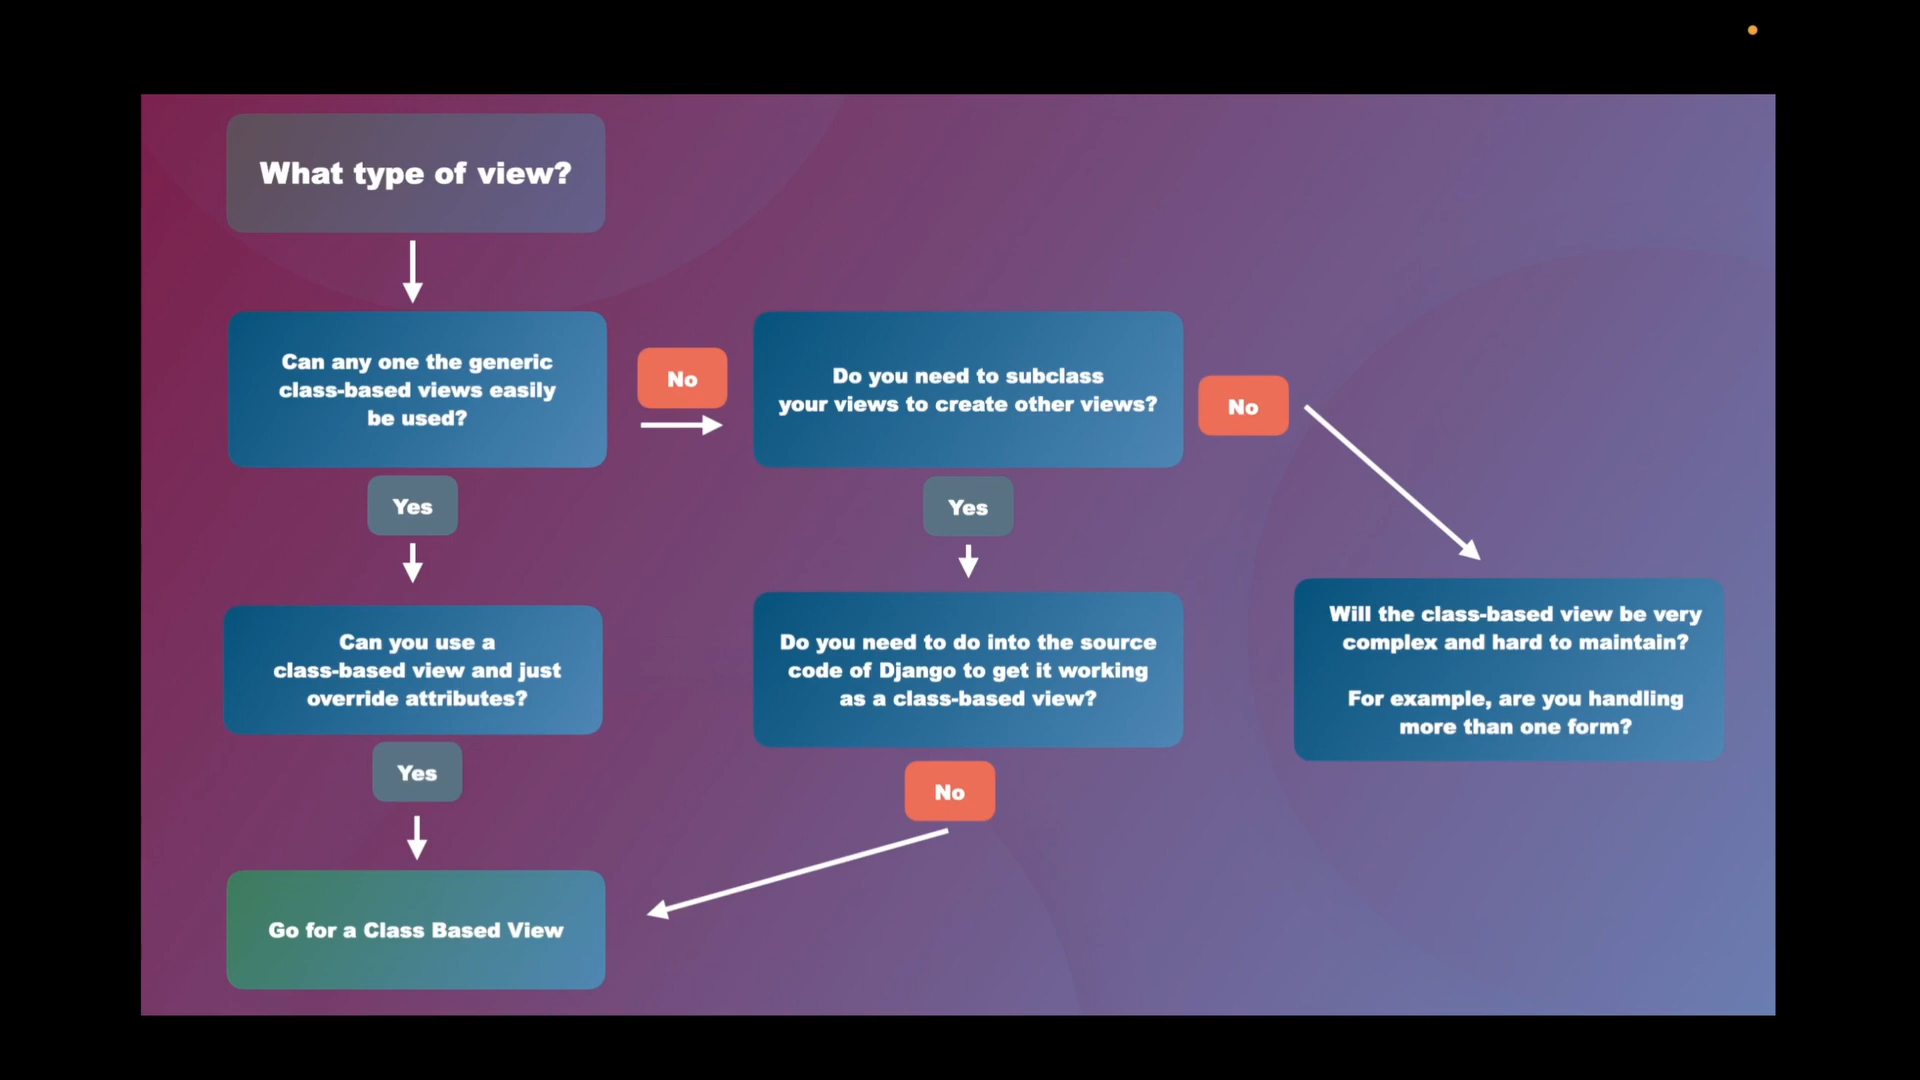 What type of view?
Can any one the generic
class-based views easily
be used?
No
Do you need to subclass
your views to create other views?
No
Yes
Yes
Can you use a
class-based view and just
override attributes?
Do you need to do into the source
code of Django to get it working
as a class-based view?
Will the class-based view be very
complex and hard to maintain?
For example, are you handling
more than one form?
Yes
No
Go for a Class Based View